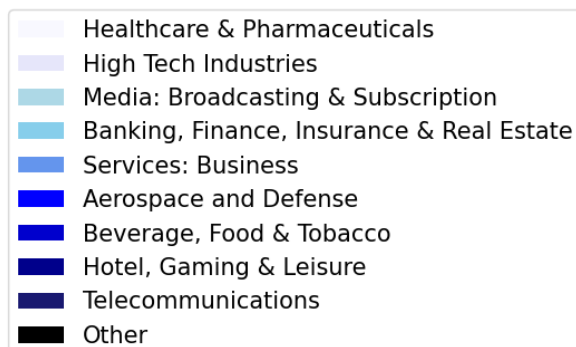 Healthcare & Pharmaceuticals
High Tech Industries
Media: Broadcasting & Subscription
Banking, Finance, Insurance & Real Estate
Services: Business
Aerospace and Defense
Beverage, Food & Tobacco
Hotel, Gaming & Leisure
Telecommunications
Other